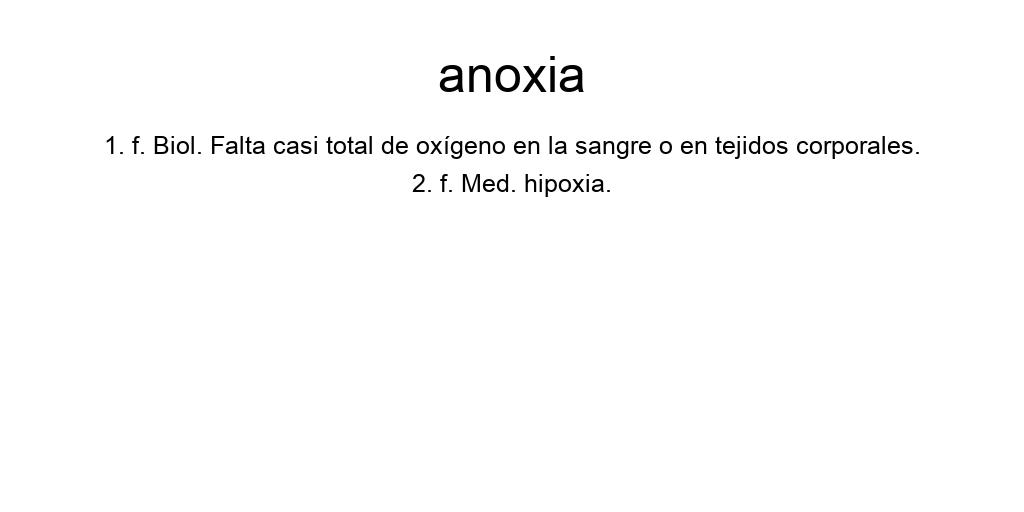 anoxia
1. f. Biol. Falta casi total de oxígeno en la sangre o en tejidos corporales.
2. f. Med. hipoxia.